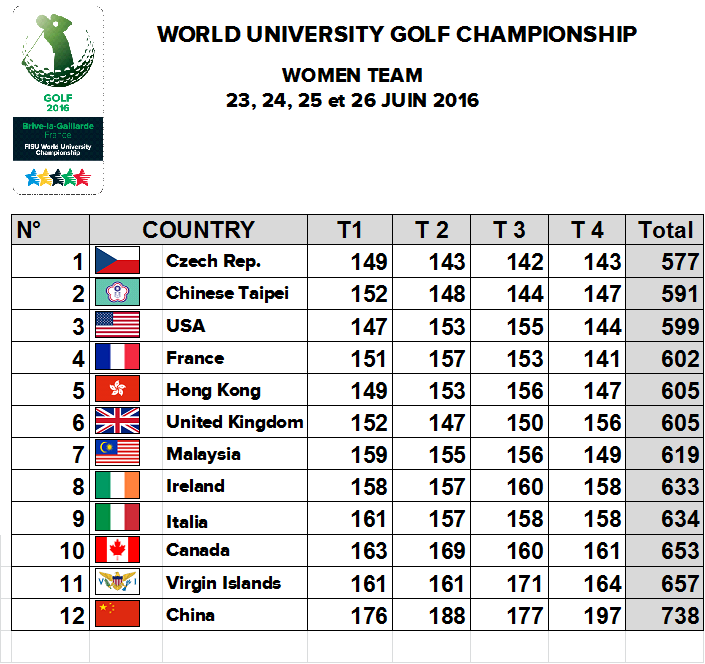 WORLD UNIVERSITY GOLF CHAMPIONSHIP
WOMEN TEAM
23, 24, 25 et 26 JUIN 2016
GOLF
2016
Brive-la-Gaillarde
France
FISU World University
Championship
N° COUNTRY T1 T 2 T 3 T 4 Total
1 Czech Rep. 149 143 142 143 577
2 Chinese Taipei 152 148 144 147 591
3 USA 147 153 155 144 599
4 France 151 157 153 141 602
5 Hong Kong 149 153 156 147 605
6 United Kingdom 152 147 150 156 605
7 Malaysia 159 155 156 149 619
8 Ireland 158 157 160 158 633
9 Italia 161 157 158 158 634
10 Canada 163 169 160 161 653
11 V I Virgin Islands 161 161 171 164 657
12 China 176 188 177 197 738